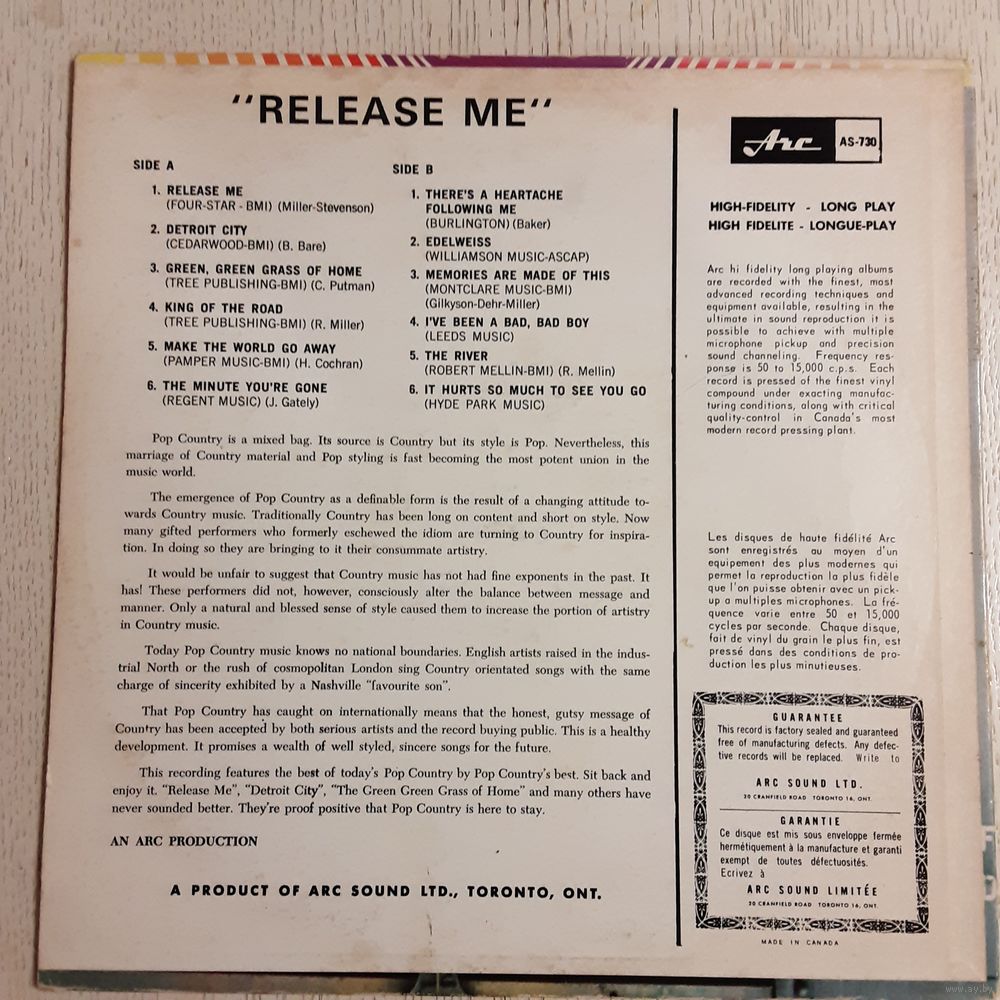 "RELEASE ME"
SIDE A
1. RELEASE ME
(FOUR-STAR - BMI) (Miller-Stevenson)
2. DETROIT CITY
(CEDARWOOD-BMI) (B. Bare)
3. GREEN, GREEN GRASS OF HOME
(TREE PUBLISHING-BMI) (C. Putman)
4. KING OF THE ROAD
(TREE PUBLISHING-BMI) (R. Miller)
5. MAKE THE WORLD GO AWAY
(PAMPER MUSIC-BMI) (H. Cochran)
6. THE MINUTE YOU'RE GONE
(REGENT MUSIC) (J. Gately)
SIDE B
1. THERE'S A HEARTACHE
FOLLOWING ME
(BURLINGTON) (Baker)
2. EDELWEISS
(WILLIAMSON MUSIC-ASCAP)
3. MEMORIES ARE MADE OF THIS
(MONTCLARE MUSIC-BMI)
(Gilkyson-Dehr-Miller)
4. I'VE BEEN A BAD, BAD BOY
(LEEDS MUSIC)
5. THE RIVER
(ROBERT MELLIN-BMI) (R. Mellin)
6. IT HURTS SO MUCH TO SEE YOU GO
(HYDE PARK MUSIC)
Pop Country is a mixed bag. Its source is Country but its style is Pop. Nevertheless, this
marriage of Country material and Pop styling is fast becoming the most potent union in the
music world.
The emergence of Pop Country as a definable form is the result of a changing attitude to-
wards Country music. Traditionally Country has been long on content and short on style. Now
many gifted performers who formerly eschewed the idiom are turning to Country for inspira-
tion. In doing so they are bringing to it their consummate artistry.
It would be unfair to suggest that Country music has not had fine exponents in the past. It
has! These performers did not, however, consciously alter the balance between message and
manner. Only a natural and blessed sense of style caused them to increase the portion of artistry
in Country music.
Today Pop Country music knows no national boundaries. English artists raised in the indus-
trial North or the rush of cosmopolitan London sing Country orientated songs with the same
charge of sincerity exhibited by a Nashville "favourite son".
That Pop Country has caught on internationally means that the honest, gutsy message of
Country has been accepted by both serious artists and the record buying public. This is a healthy
development. It promises a wealth of well styled, sincere songs for the future.
This recording features the best of today's Pop Country by Pop Country's best. Sit back and
enjoy it. "Release Me", "Detroit City", "The Green Green Grass of Home" and many others have
never sounded better. They're proof positive that Pop Country is here to stay.
AN ARC PRODUCTION
A PRODUCT OF ARC SOUND LTD., TORONTO, ONT.
Arc AS-730
HIGH-FIDELITY - LONG PLAY
HIGH FIDELITE - LONGUE-PLAY
Arc hi fidelity long playing albums
are recorded with the finest, most
advanced recording techniques and
equipment available, resulting in the
ultimate in sound reproduction it is
possible to achieve with multiple
microphone pickup and precision
sound channeling. Frequency res-
ponse is 50 to 15,000 c.p.s. Each
record is pressed of the finest vinyl
compound under exacting manufac-
turing conditions, along with critical
quality-control in Canada's most
modern record pressing plant.
Les disques de haute fidélité Arc
sont enregistrés au moyen d'un
equipement des plus modernes qui
permet la reproduction la plus fidèle
que l'on puisse obtenir avec un pick-
up a multiples microphones. La fré-
quence varie entre 50 et 15,000
cycles par seconde. Chaque disque,
fait de vinyl du grain le plus fin, est
pressé dans des conditions de pro-
duction les plus minutieuses.
GUARANTEE
This record is factory sealed and guaranteed
free of manufacturing defects. Any defec-
tive records will be replaced. Write to
ARC SOUND LTD.
20 CRANFIELD ROAD TORONTO 16, ONT.
GARANTIE
Ce disque est mis sous enveloppe fermée
hermétiquement à la manufacture et garanti
exempt de toutes défectuosités.
Ecrivez à
ARC SOUND LIMITÉE
20 CRANFIELD ROAD TORONTO 16, ONT.
MADE IN CANADA
www.ay.by